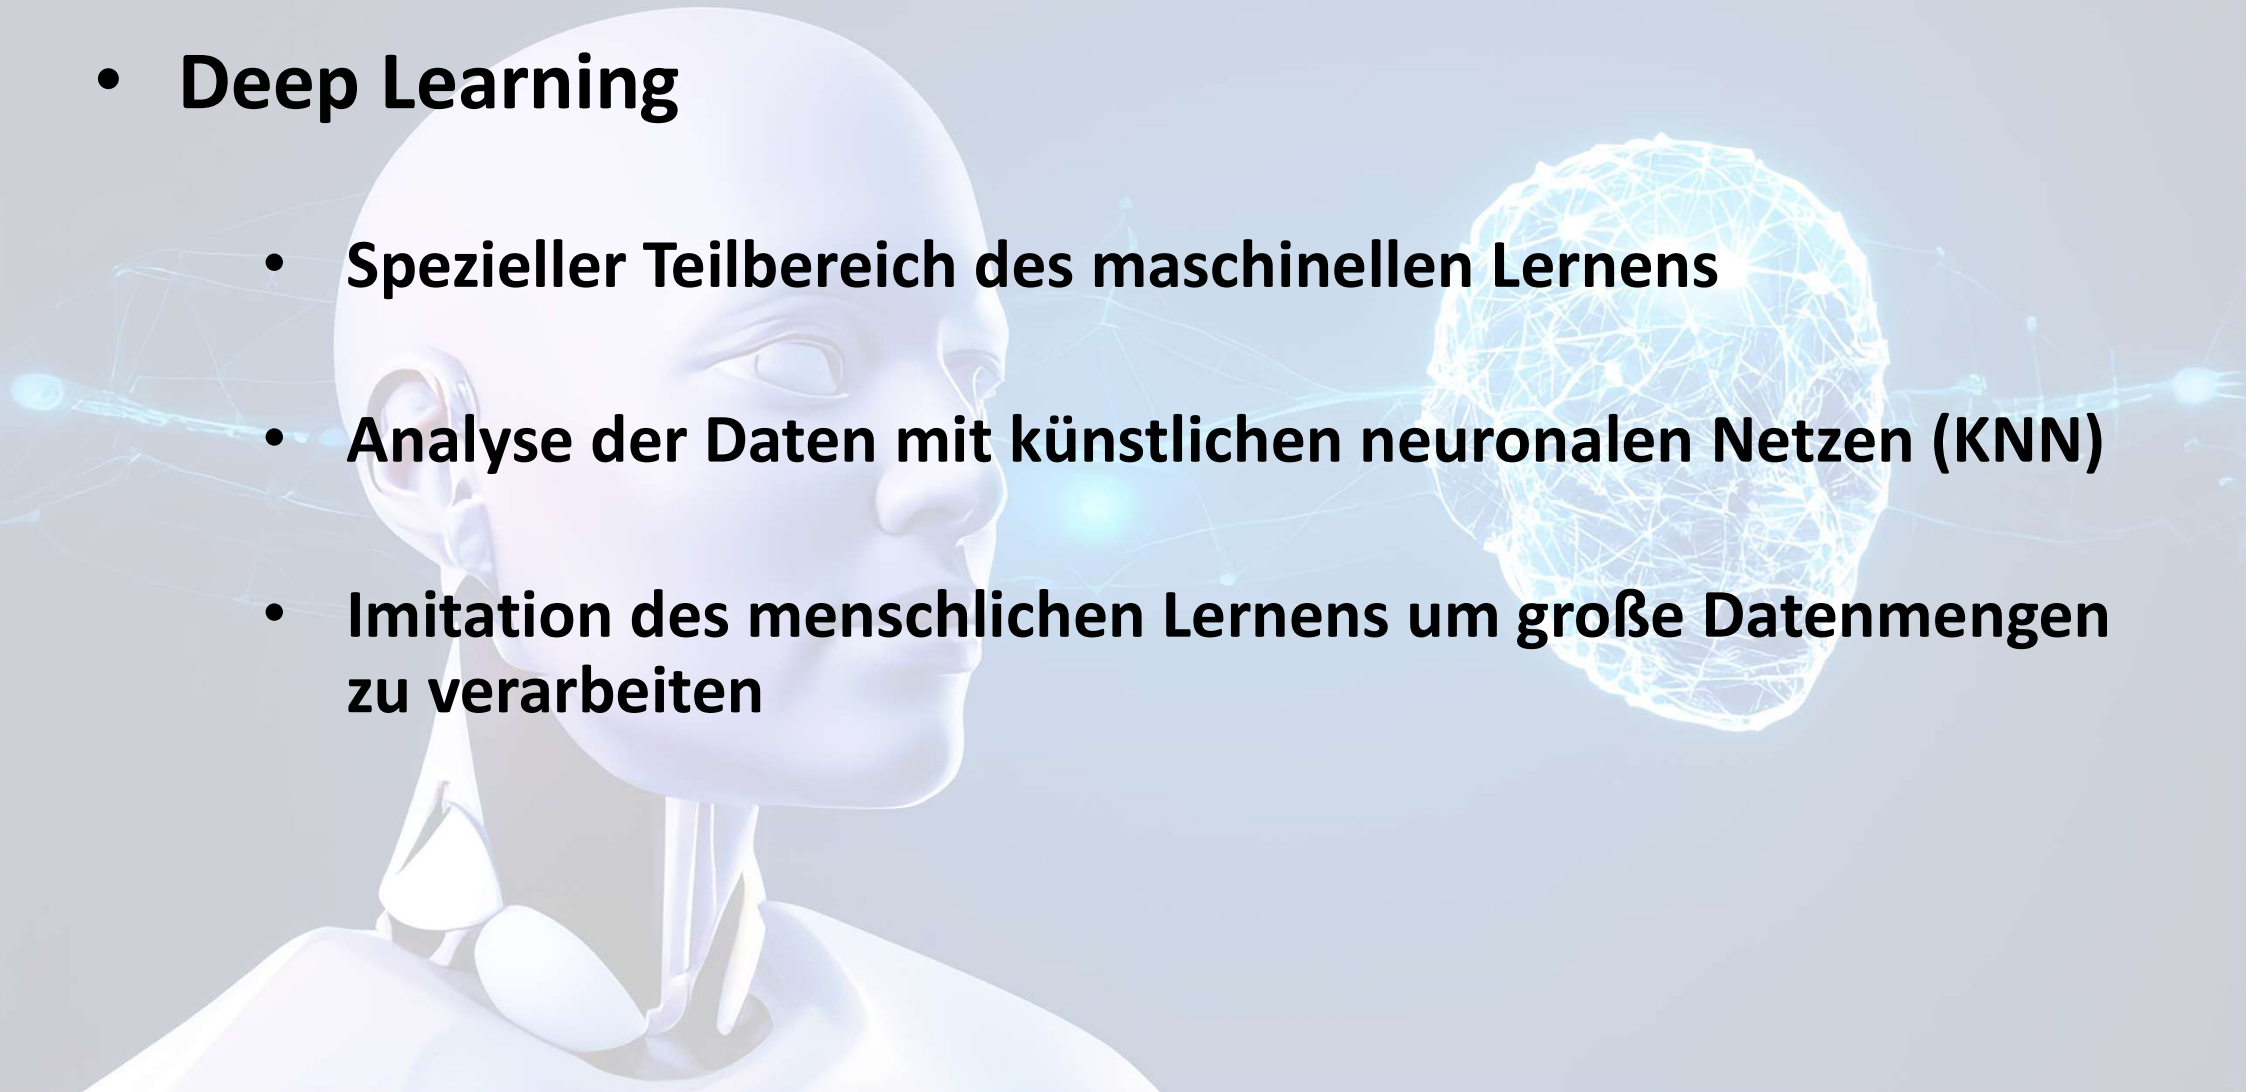 • Deep Learning
• Spezieller Teilbereich des maschinellen Lernens
• Analyse der Daten mit künstlichen neuronalen Netzen (KNN)
• Imitation des menschlichen Lernens um große Datenmengen
zu verarbeiten